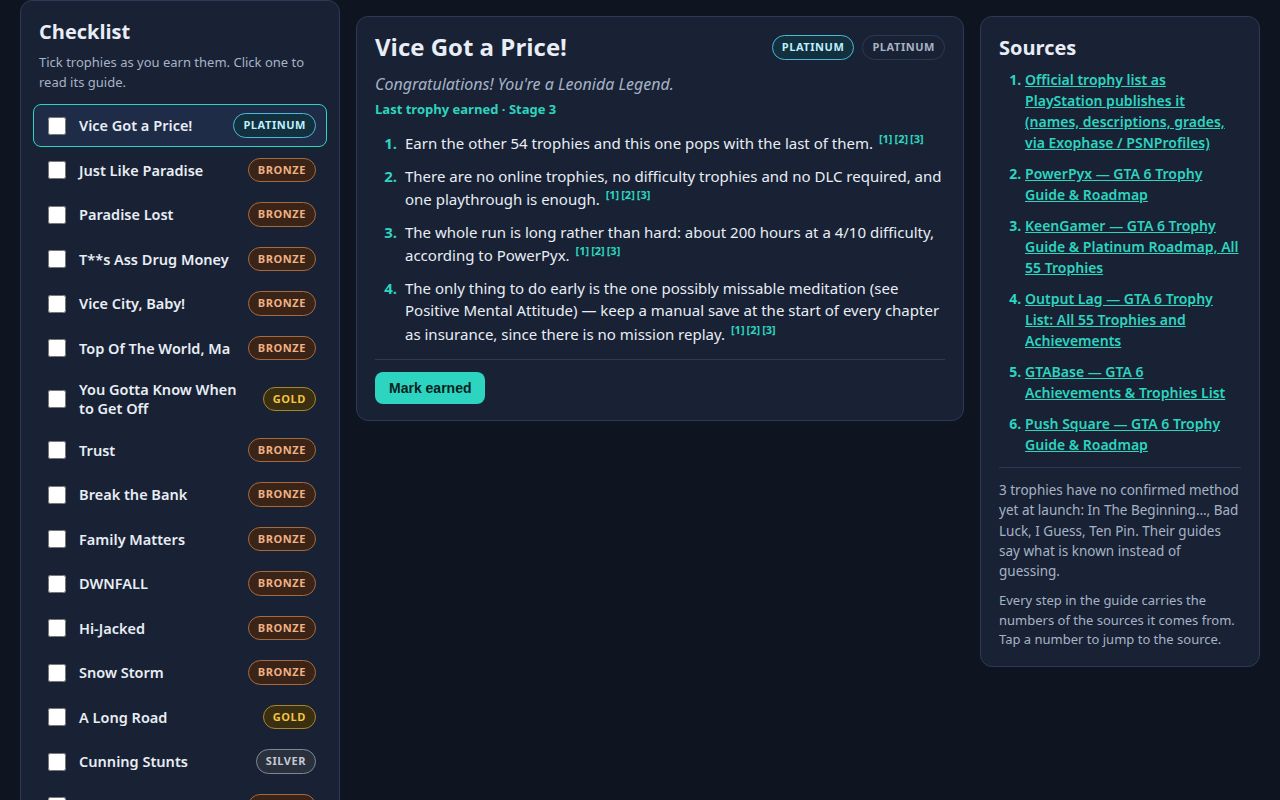 Checklist
Tick trophies as you earn them. Click one to
read its guide.
Vice Got a Price!
PLATINUM
Just Like Paradise
BRONZE
Paradise Lost
BRONZE
T**s Ass Drug Money
BRONZE
Vice City, Baby!
BRONZE
Top Of The World, Ma
BRONZE
You Gotta Know When
to Get Off
GOLD
Trust
BRONZE
Break the Bank
BRONZE
Family Matters
BRONZE
DWNFALL
BRONZE
Hi-Jacked
BRONZE
Snow Storm
BRONZE
A Long Road
GOLD
Cunning Stunts
SILVER
Vice Got a Price!
PLATINUM
PLATINUM
Congratulations! You're a Leonida Legend.
Last trophy earned · Stage 3
1. Earn the other 54 trophies and this one pops with the last of them. [1] [2] [3]
2. There are no online trophies, no difficulty trophies and no DLC required, and
one playthrough is enough. [1] [2] [3]
3. The whole run is long rather than hard: about 200 hours at a 4/10 difficulty,
according to PowerPyx. [1] [2] [3]
4. The only thing to do early is the one possibly missable meditation (see
Positive Mental Attitude) — keep a manual save at the start of every chapter
as insurance, since there is no mission replay. [1] [2] [3]
Mark earned
Sources
1. Official trophy list as
PlayStation publishes it
(names, descriptions, grades,
via Exophase / PSNProfiles)
2. PowerPyx — GTA 6 Trophy
Guide & Roadmap
3. KeenGamer — GTA 6 Trophy
Guide & Platinum Roadmap, All
55 Trophies
4. Output Lag — GTA 6 Trophy
List: All 55 Trophies and
Achievements
5. GTABase — GTA 6
Achievements & Trophies List
6. Push Square — GTA 6 Trophy
Guide & Roadmap
3 trophies have no confirmed method
yet at launch: In The Beginning…, Bad
Luck, I Guess, Ten Pin. Their guides
say what is known instead of
guessing.
Every step in the guide carries the
numbers of the sources it comes from.
Tap a number to jump to the source.